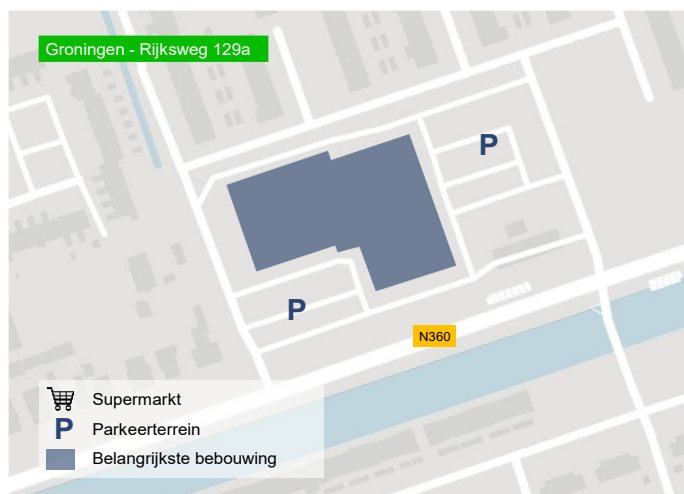 Groningen - Rijksweg 129a
P
P
N360
Supermarkt
P Parkeerterrein
Belangrijkste bebouwing